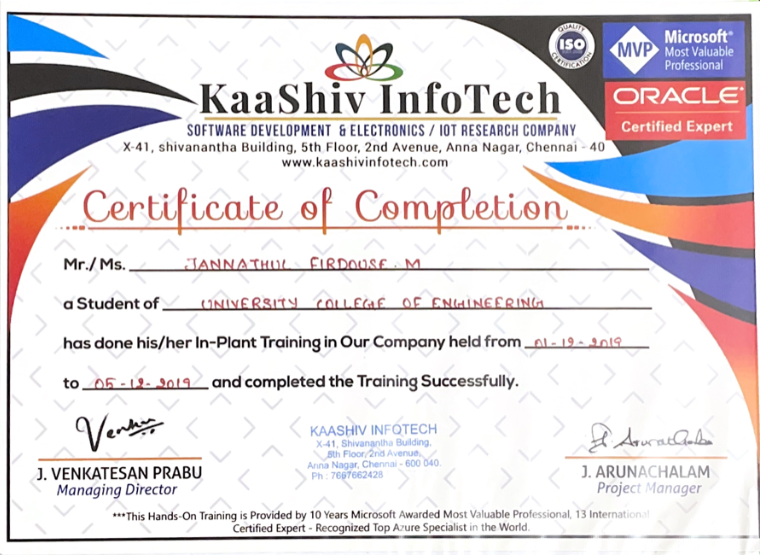 QUALITY
ISO
CERTIFICATION
MVP
Microsoft®
Most Valuable
Professional
ORACLE®
Certified Expert
KaaShiv InfoTech
SOFTWARE DEVELOPMENT & ELECTRONICS / IOT RESEARCH COMPANY
X-41, shivanantha Building, 5th Floor, 2nd Avenue, Anna Nagar, Chennai - 40
www.kaashivinfotech.com
Certificate of Completion
Mr./ Ms. JANNATHUL FIRDOUSE. M
a Student of UNIVERSITY COLLEGE OF ENGINEERING
has done his/her In-Plant Training in Our Company held from 01-12-2019
to 05-12-2019 and completed the Training Successfully.
Venku
KAASHIV INFOTECH
X-41, Shivanantha Building,
5th Floor, 2nd Avenue,
Anna Nagar, Chennai - 600 040.
Ph : 7667662428
J. VENKATESAN PRABU
Managing Director
J. ARUNACHALAM
Project Manager
***This Hands-On Training is Provided by 10 Years Microsoft Awarded Most Valuable Professional, 13 International
Certified Expert - Recognized Top Azure Specialist in the World.